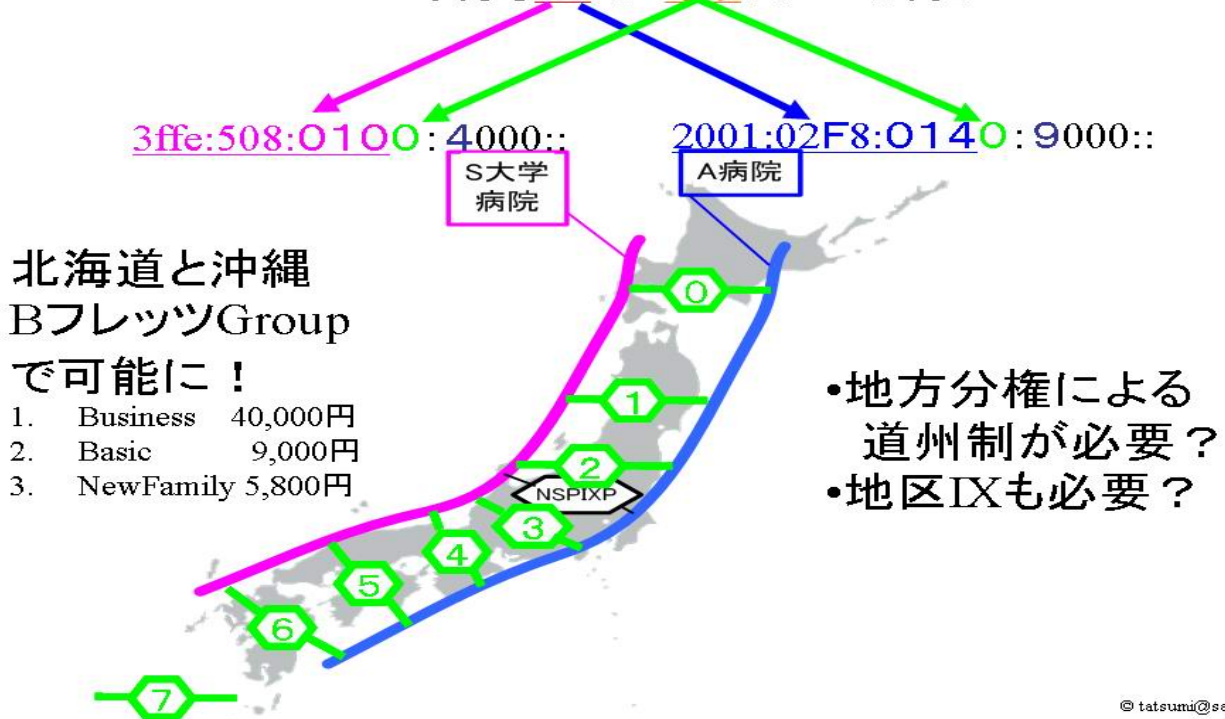 3ffe:508:0100:4000::
2001:02F8:0140:9000::
S大学
病院
A病院
北海道と沖縄
BフレッツGroup
で可能に!
1. Business 40,000円
2. Basic 9,000円
3. NewFamily 5,800円
0
1
2
NSPIXP
3
4
5
6
7
•地方分権による
道州制が必要?
•地区IXも必要?
© tatsumi@sa